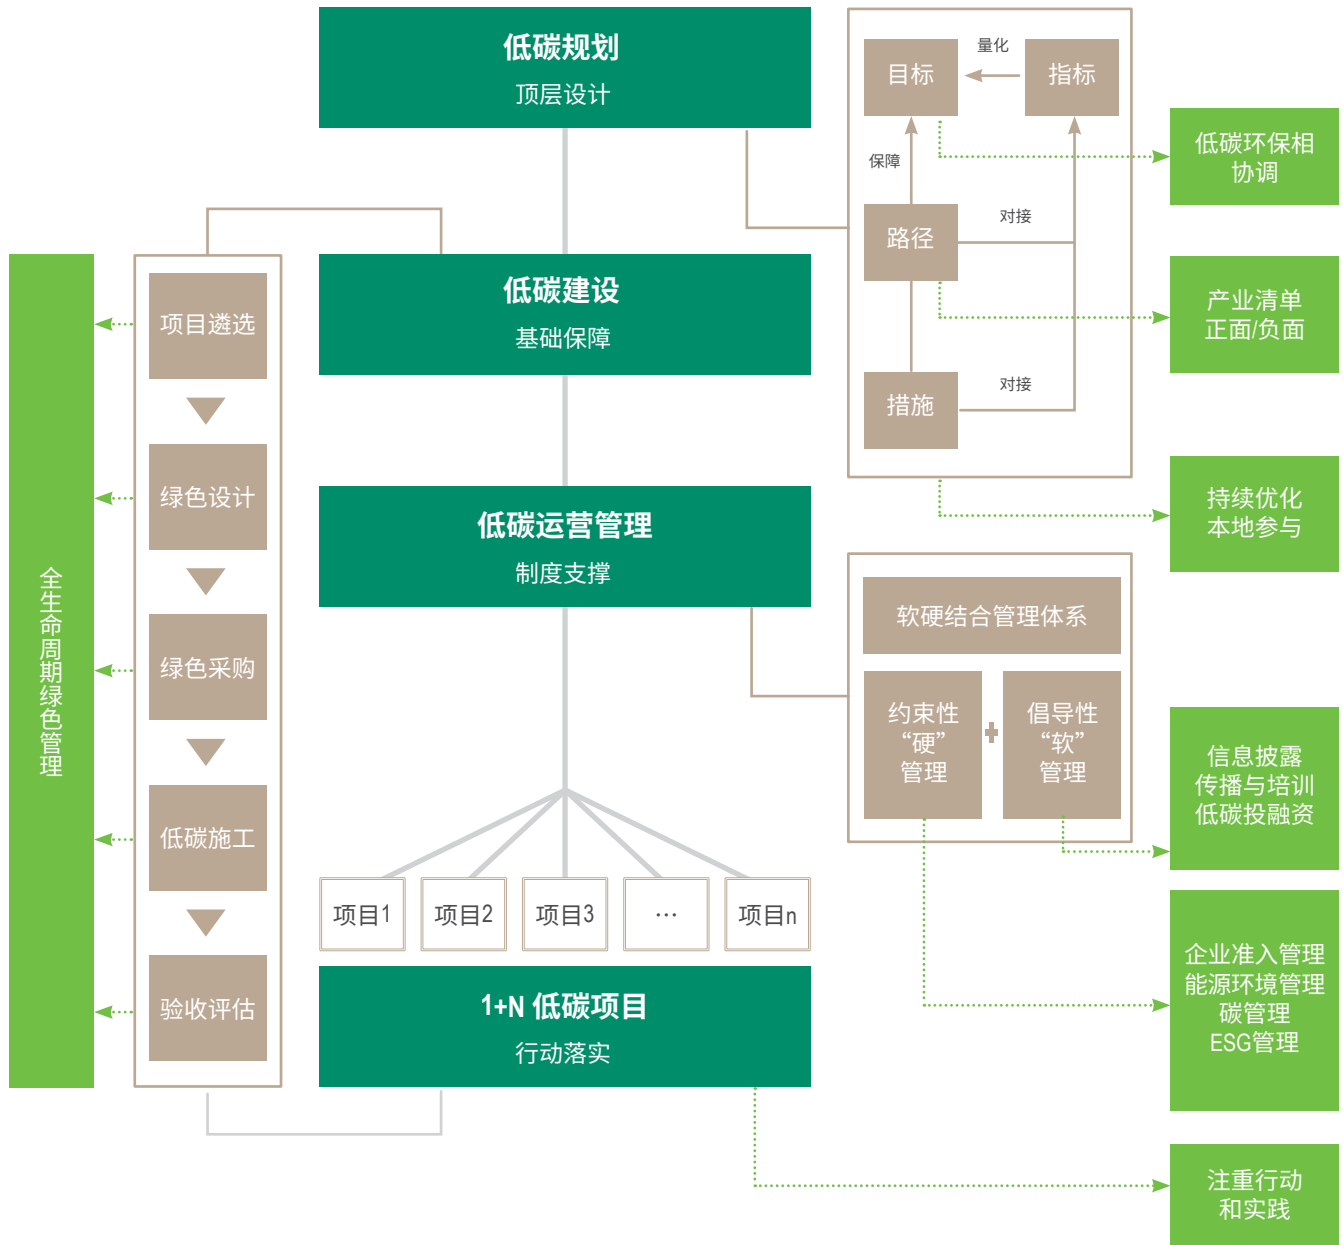 低碳规划
顶层设计
目标
量化
指标
保障
路径
对接
措施
对接
低碳环保相
协调
产业清单
正面/负面
持续优化
本地参与
低碳建设
基础保障
全生命周期绿色管理
项目遴选
绿色设计
绿色采购
低碳施工
验收评估
低碳运营管理
制度支撑
软硬结合管理体系
约束性
“硬”
管理
倡导性
“软”
管理
信息披露
传播与培训
低碳投融资
企业准入管理
能源环境管理
碳管理
ESG管理
项目1
项目2
项目3
…
项目n
1+N 低碳项目
行动落实
注重行动
和实践